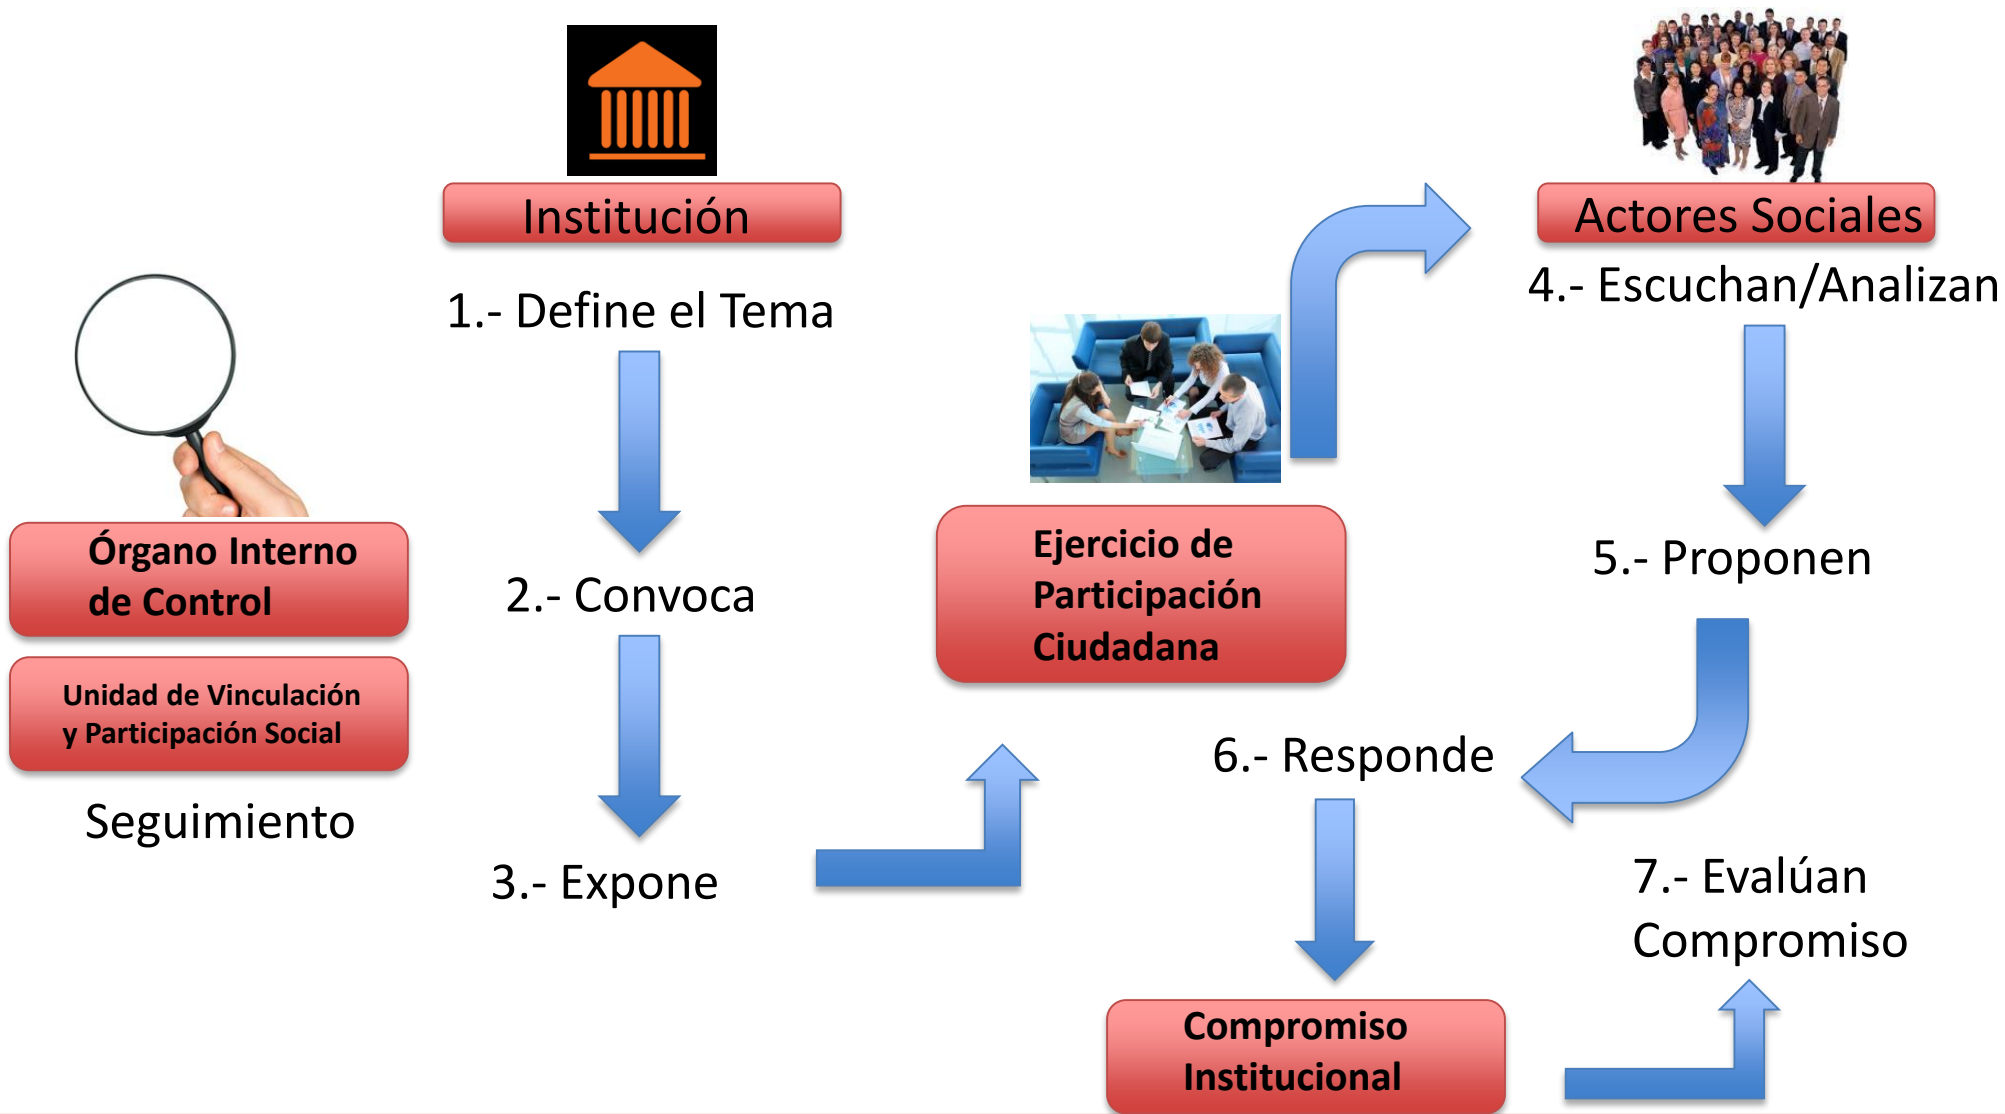 Institución
1.- Define el Tema
2.- Convoca
3.- Expone
Órgano Interno
de Control
Unidad de Vinculación
y Participación Social
Seguimiento
Ejercicio de
Participación
Ciudadana
Actores Sociales
4.- Escuchan/Analizan
5.- Proponen
6.- Responde
Compromiso
Institucional
7.- Evalúan
Compromiso